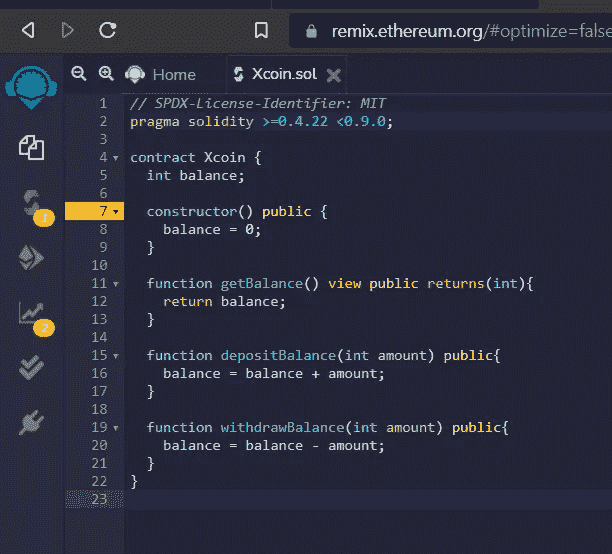 remix.ethereum.org/#optimize=false
Home
Xcoin.sol
1 // SPDX-License-Identifier: MIT
2 pragma solidity >=0.4.22 <0.9.0;
3
4 contract Xcoin {
5   int balance;
6
7   constructor() public {
8     balance = 0;
9   }
10
11   function getBalance() view public returns(int){
12     return balance;
13   }
14
15   function depositBalance(int amount) public{
16     balance = balance + amount;
17   }
18
19   function withdrawBalance(int amount) public{
20     balance = balance - amount;
21   }
22 }
23
1
2